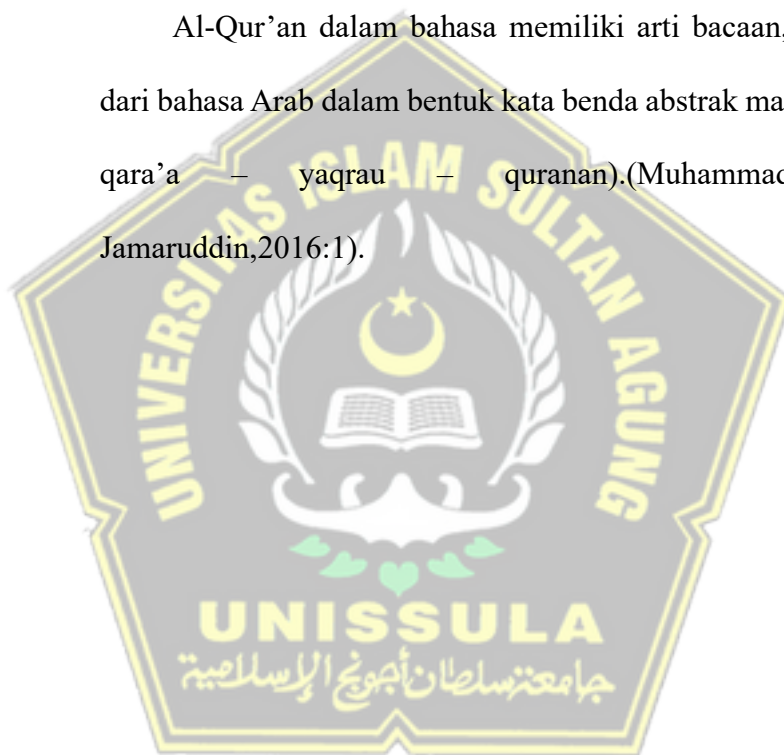 Al-Qur’an dalam bahasa memiliki arti bacaan,
dari bahasa Arab dalam bentuk kata benda abstrak ma
qara’a – yaqrau – quranan).(Muhammad
Jamaruddin,2016:1).
UNIVERSITAS ISLAM SULTAN AGUNG
UNISSULA
جامعة سلطان أجونج الإسلامية